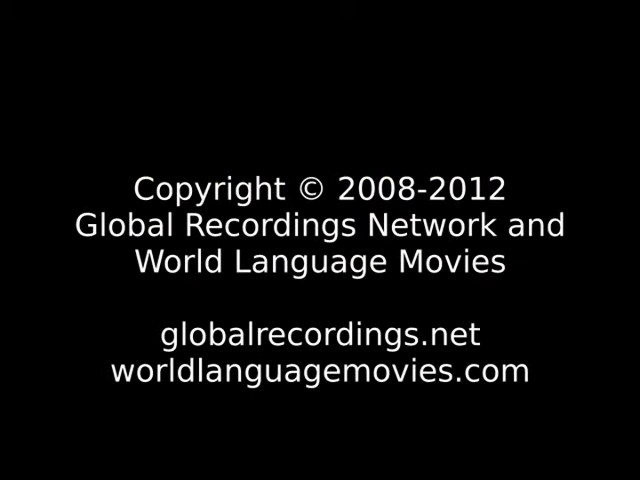 Copyright © 2008-2012
Global Recordings Network and
World Language Movies
globalrecordings.net
worldlanguagemovies.com